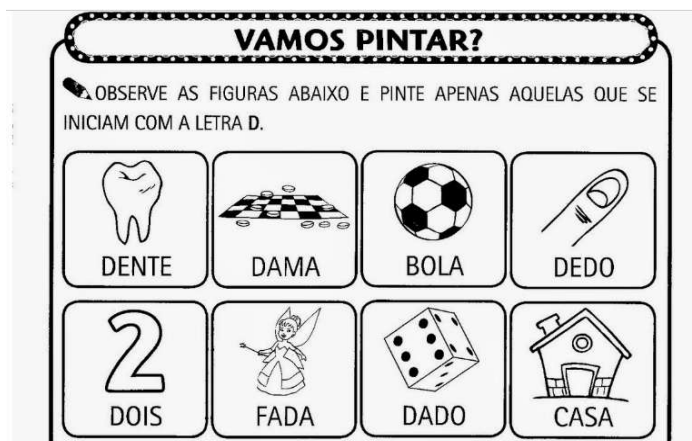 VAMOS PINTAR?
OBSERVE AS FIGURAS ABAIXO E PINTE APENAS AQUELAS QUE SE
INICIAM COM A LETRA D.
DENTE DAMA BOLA DEDO
2
DOIS FADA DADO CASA